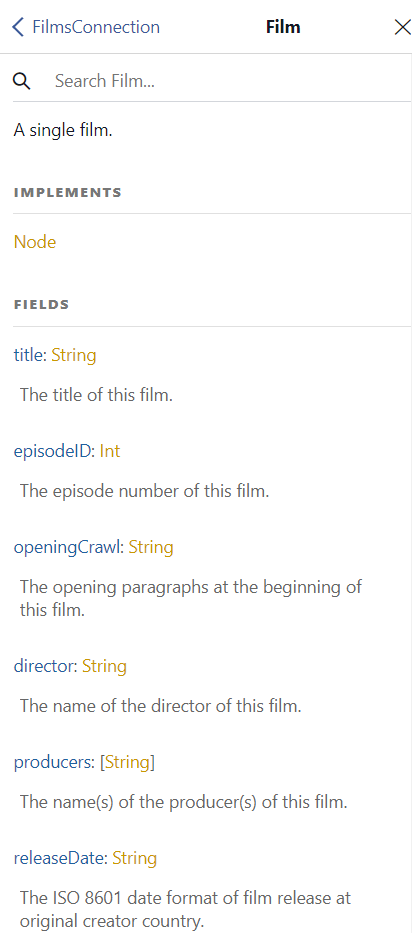 FilmsConnection Film
Search Film...
A single film.
IMPLEMENTS
Node
FIELDS
title: String
The title of this film.
episodeID: Int
The episode number of this film.
openingCrawl: String
The opening paragraphs at the beginning of
this film.
director: String
The name of the director of this film.
producers: [String]
The name(s) of the producer(s) of this film.
releaseDate: String
The ISO 8601 date format of film release at
original creator country.